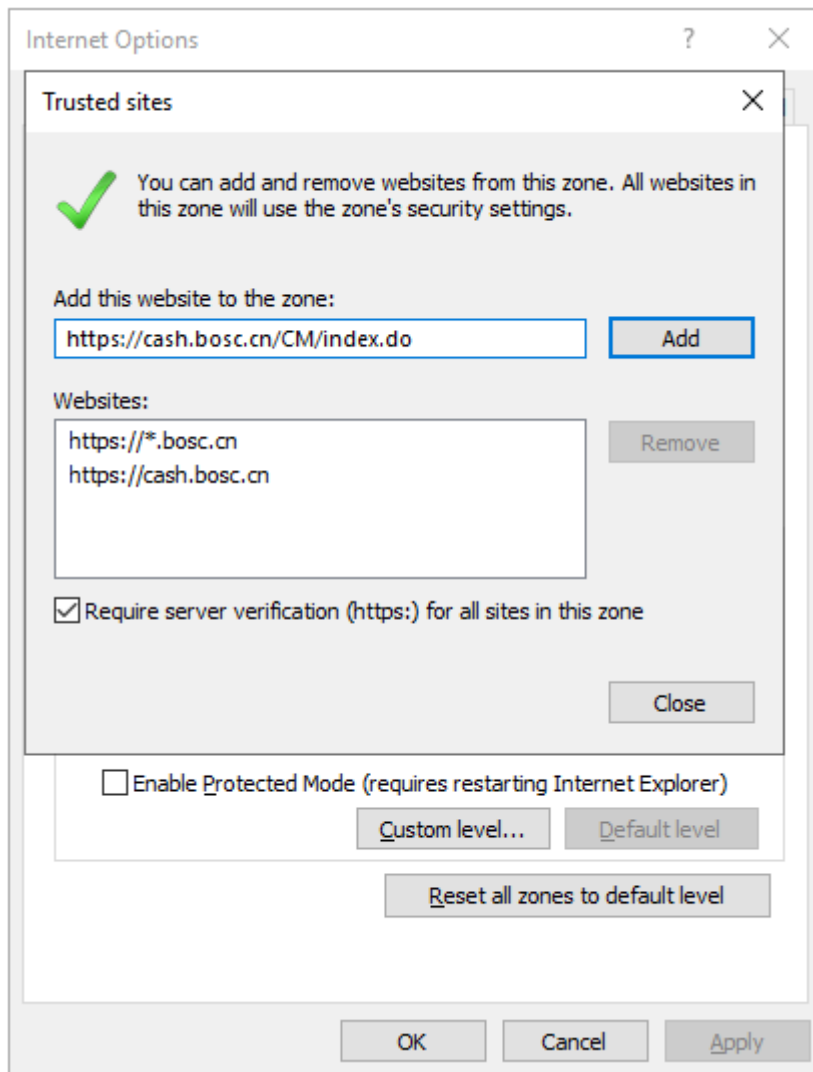 Internet Options
Trusted sites
You can add and remove websites from this zone. All websites in
this zone will use the zone's security settings.
Add this website to the zone:
https://cash.bosc.cn/CM/index.do
Add
Websites:
https://*.bosc.cn
Remove
https://cash.bosc.cn
Require server verification (https:) for all sites in this zone
Close
Enable Protected Mode (requires restarting Internet Explorer)
Custom level...
Default level
Reset all zones to default level
OK
Cancel
Apply